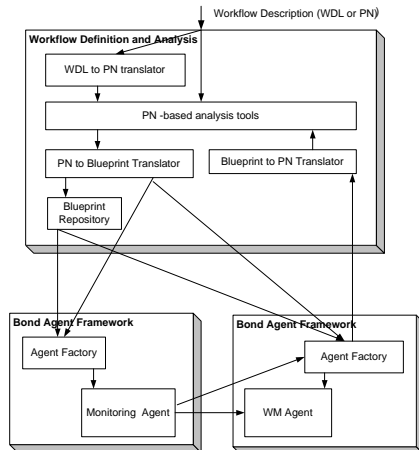 Workflow Description (WDL or PN)
Workflow Definition and Analysis
WDL to PN translator
PN -based analysis tools
PN to Blueprint Translator
Blueprint to PN Translator
Blueprint
Repository
Bond Agent Framework
Agent Factory
Monitoring Agent
Bond Agent Framework
Agent Factory
WM Agent